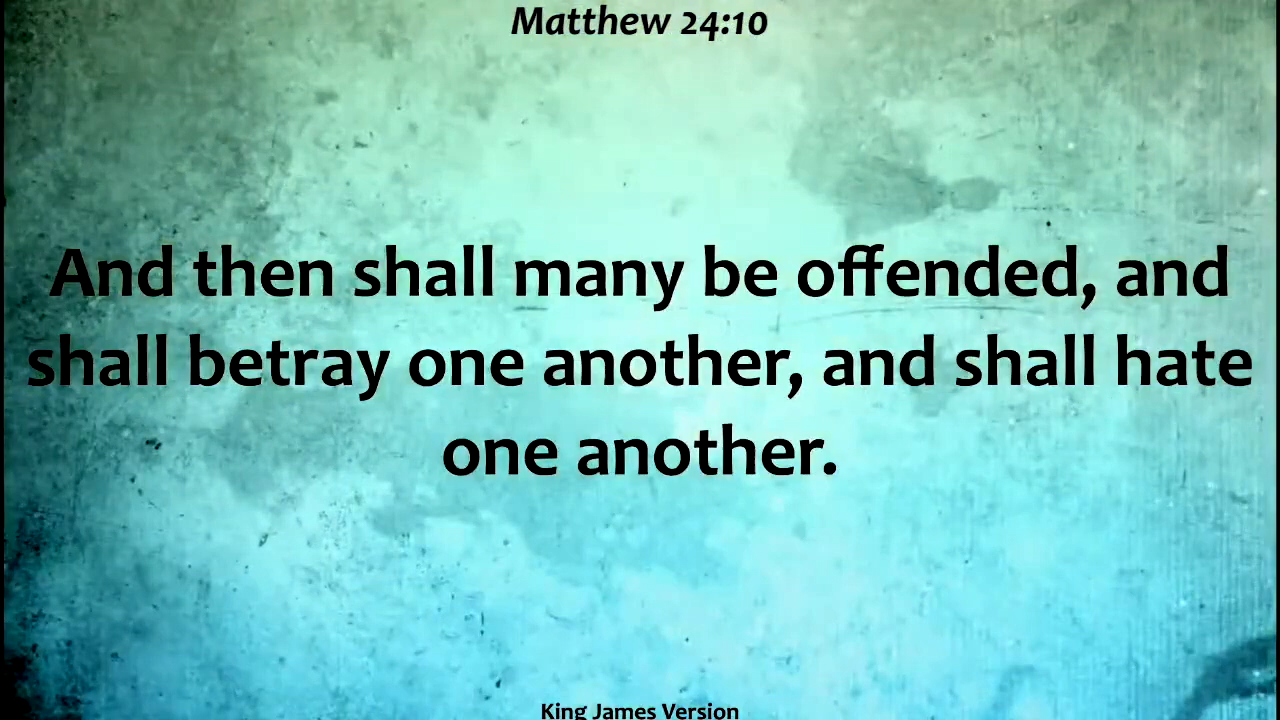 Matthew 24:10
And then shall many be offended, and
shall betray one another, and shall hate
one another.
King James Version